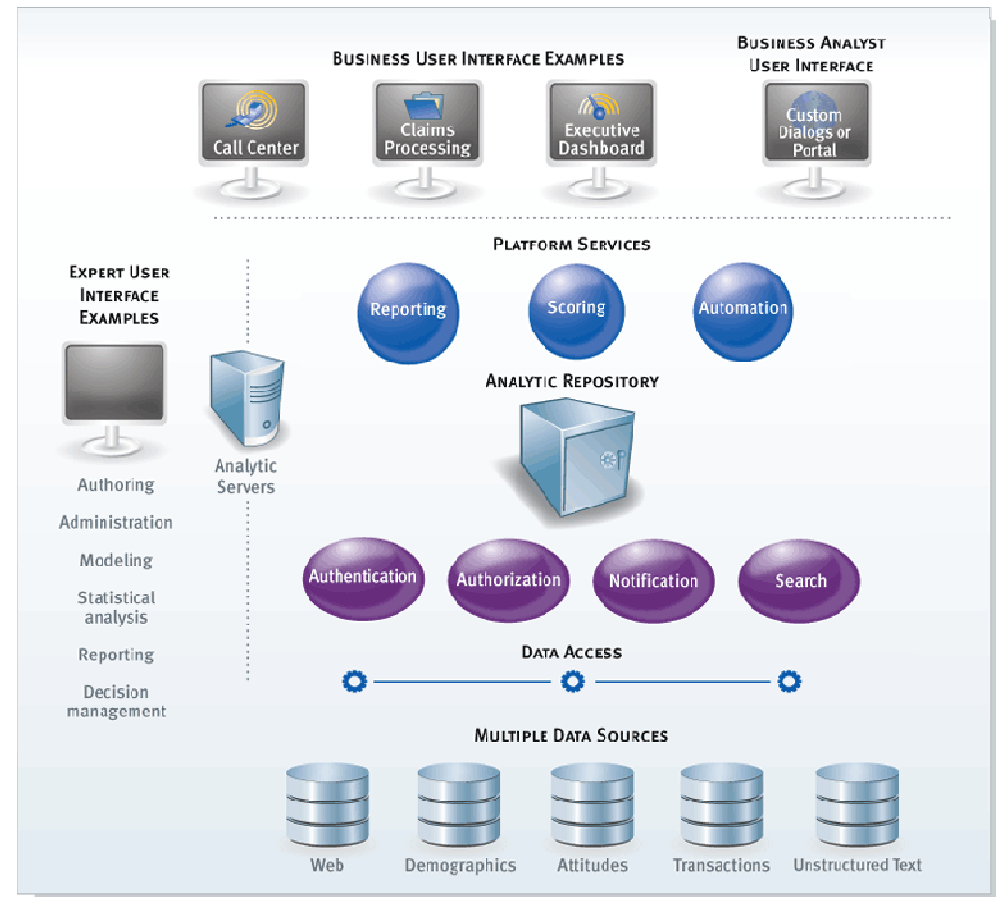 BUSINESS USER INTERFACE EXAMPLES
BUSINESS ANALYST
USER INTERFACE
Call Center
Claims
Processing
Executive
Dashboard
Custom
Dialogs or
Portal
PLATFORM SERVICES
EXPERT USER
INTERFACE
EXAMPLES
Reporting
Scoring
Automation
ANALYTIC REPOSITORY
Analytic
Servers
Authoring
Administration
Modeling
Statistical
analysis
Reporting
Decision
management
Authentication
Authorization
Notification
Search
DATA ACCESS
MULTIPLE DATA SOURCES
Web
Demographics
Attitudes
Transactions
Unstructured Text